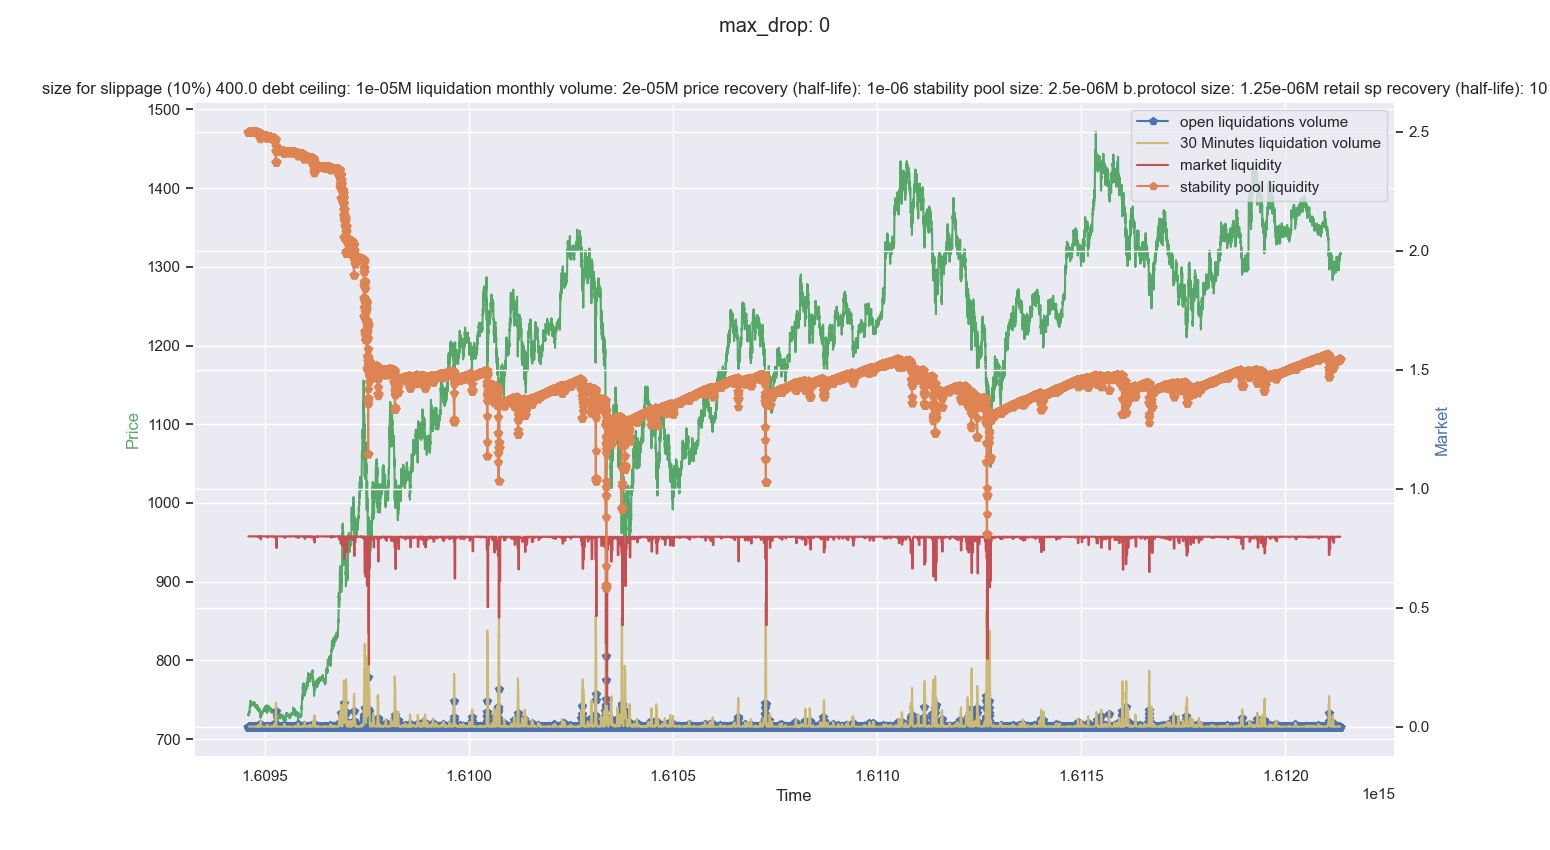 max_drop: 0
size for slippage (10%) 400.0 debt ceiling: 1e-05M liquidation monthly volume: 2e-05M price recovery (half-life): 1e-06 stability pool size: 2.5e-06M b.protocol size: 1.25e-06M retail sp recovery (half-life): 10
open liquidations volume
30 Minutes liquidation volume
market liquidity
stability pool liquidity
1500
1400
1300
1200
1100
1000
900
800
700
Price
2.5
2.0
1.5
1.0
0.5
0.0
Market
1.6095 1.6100 1.6105 1.6110 1.6115 1.6120
Time
1e15